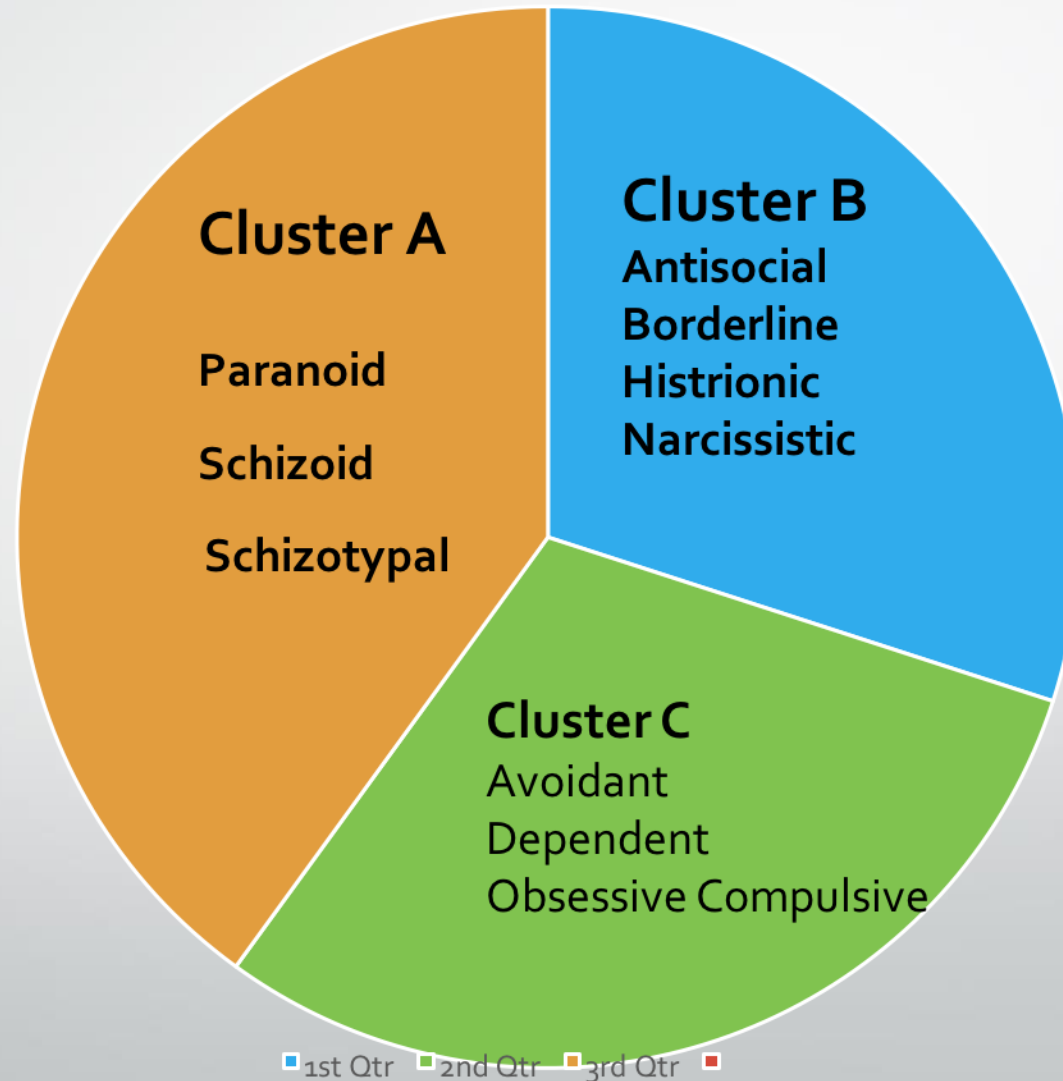 Cluster A
Paranoid
Schizoid
Schizotypal
Cluster B
Antisocial
Borderline
Histrionic
Narcissistic
Cluster C
Avoidant
Dependent
Obsessive Compulsive
1st Qtr 2nd Qtr 3rd Qtr